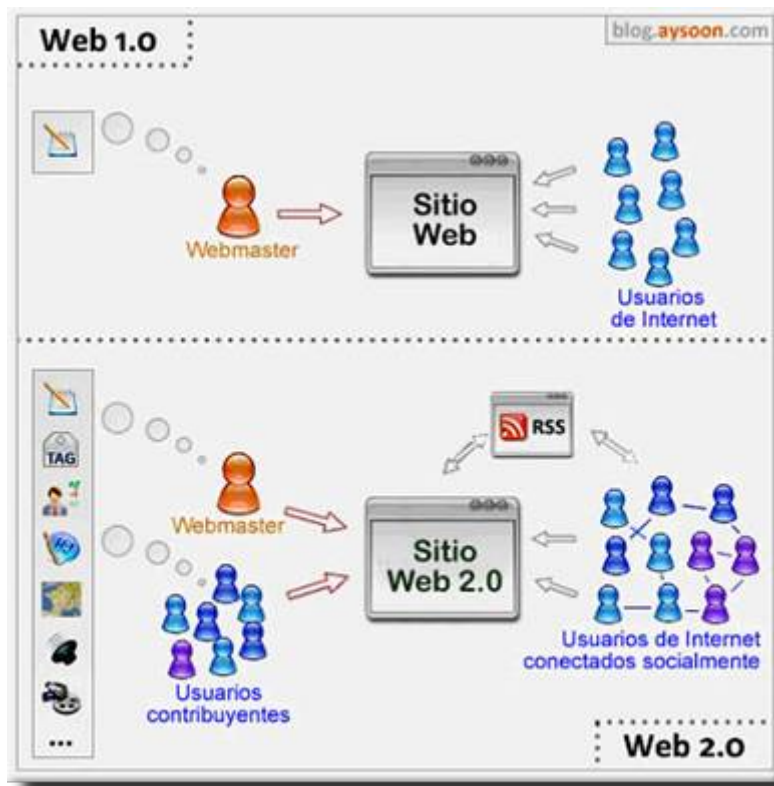 Web 1.0
blog.aysoon.com
Webmaster
Sitio
Web
Usuarios
de Internet
TAG
RSS
Webmaster
Sitio
Web 2.0
Usuarios
contribuyentes
Usuarios de Internet
conectados socialmente
...
Web 2.0